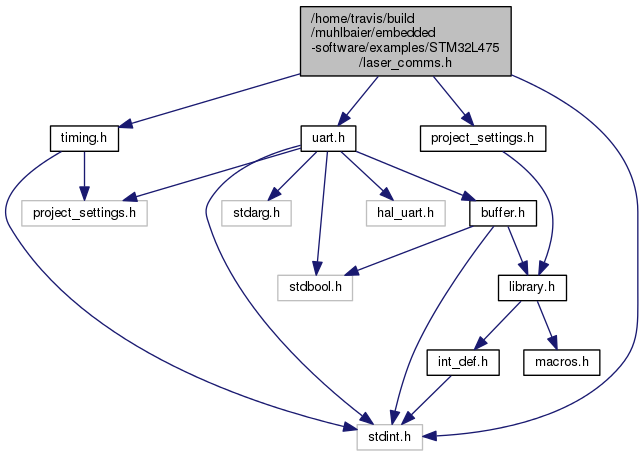 /home/travis/build
/muhlbaier/embedded
-software/examples/STM32L475
/laser_comms.h
timing.h
uart.h
project_settings.h
project_settings.h
stdarg.h
hal_uart.h
buffer.h
stdbool.h
library.h
int_def.h
macros.h
stdint.h